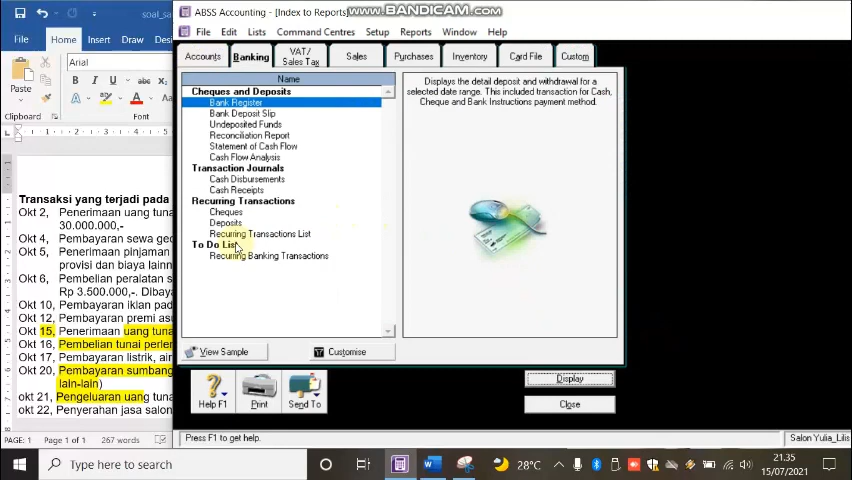 soal_sa
ABSS Accounting - [Index to Reports]
www.BANDICAM.com
File Edit Lists Command Centres Setup Reports Window Help
File Home Inser
Accounts Banking VAT/ Sales Tax Sales Purchases Inventory Card File Custom
Paste
Clipboard
Arial
B I U abc
Name
Cheques and Deposits
Bank Register
Bank Deposit Slip
Undeposited Funds
Reconciliation Report
Statement of Cash Flow
Cash Flow Analysis
Transaction Journals
Cash Disbursements
Cash Receipts
Recurring Transactions
Cheques
Deposits
Recurring Transactions List
To Do List
Recurring Banking Transactions
Displays the detail deposit and withdrawal for a
selected date range. This included transaction for Cash,
Cheque and Bank Instructions payment method.
View Sample
Customise
Help F1
Print
Send To
Display
Close
Transaksi yang terjadi pada
Okt 2, Penerimaan uang tuna
30.000.000,-
Okt 4, Pembayaran sewa ge
Okt 5, Penerimaan pinjaman
provisi dan biaya lainn
Okt 6, Pembelian peralatan s
Rp 3.500.000,-. Dibaya
Okt 10, Pembayaran iklan pad
Okt 12, Pembayaran premi asu
Okt 15, Penerimaan uang tuna
Okt 16, Pembelian tunai perler
Okt 17, Pembayaran listrik, air
Okt 20, Pembayaran sumbang
lain-lain)
okt 21, Pengeluaran uang tuna
okt 22, Penyerahan jasa salon
PAGE: 1 Page 1 of 1 267 words
Press F1 to get help.
Salon Yulia_Lilis
Type here to search
28°C
21.35
15/07/2021